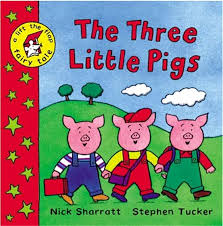 a lift the flap
fairy tale
The Three
Little Pigs
Nick Sharratt Stephen Tucker